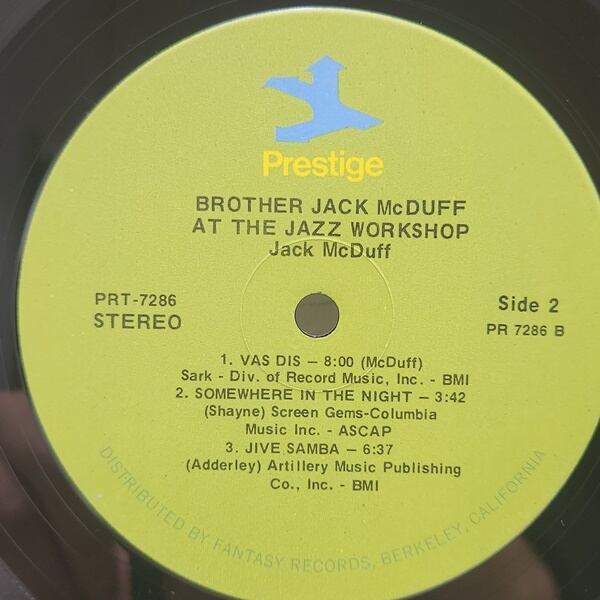 Prestige
BROTHER JACK McDUFF
AT THE JAZZ WORKSHOP
Jack McDuff
PRT-7286
STEREO
Side 2
PR 7286 B
1. VAS DIS – 8:00 (McDuff)
Sark - Div. of Record Music, Inc. - BMI
2. SOMEWHERE IN THE NIGHT – 3:42
(Shayne) Screen Gems-Columbia
Music Inc. - ASCAP
3. JIVE SAMBA – 6:37
(Adderley) Artillery Music Publishing
Co., Inc. - BMI
DISTRIBUTED BY FANTASY RECORDS, BERKELEY, CALIFORNIA